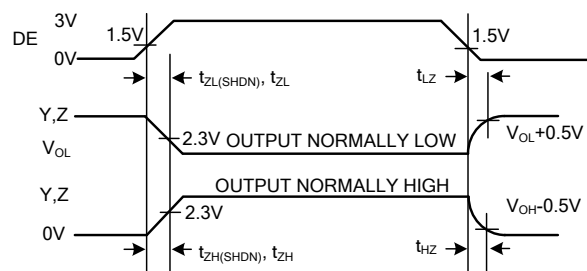 3V
DE
1.5V
1.5V
0V
tZL(SHDN), tZL
tLZ
Y,Z
2.3V
OUTPUT NORMALLY LOW
VOL+0.5V
VOL
OUTPUT NORMALLY HIGH
Y,Z
2.3V
VOH-0.5V
0V
tZH(SHDN), tZH
tHZ